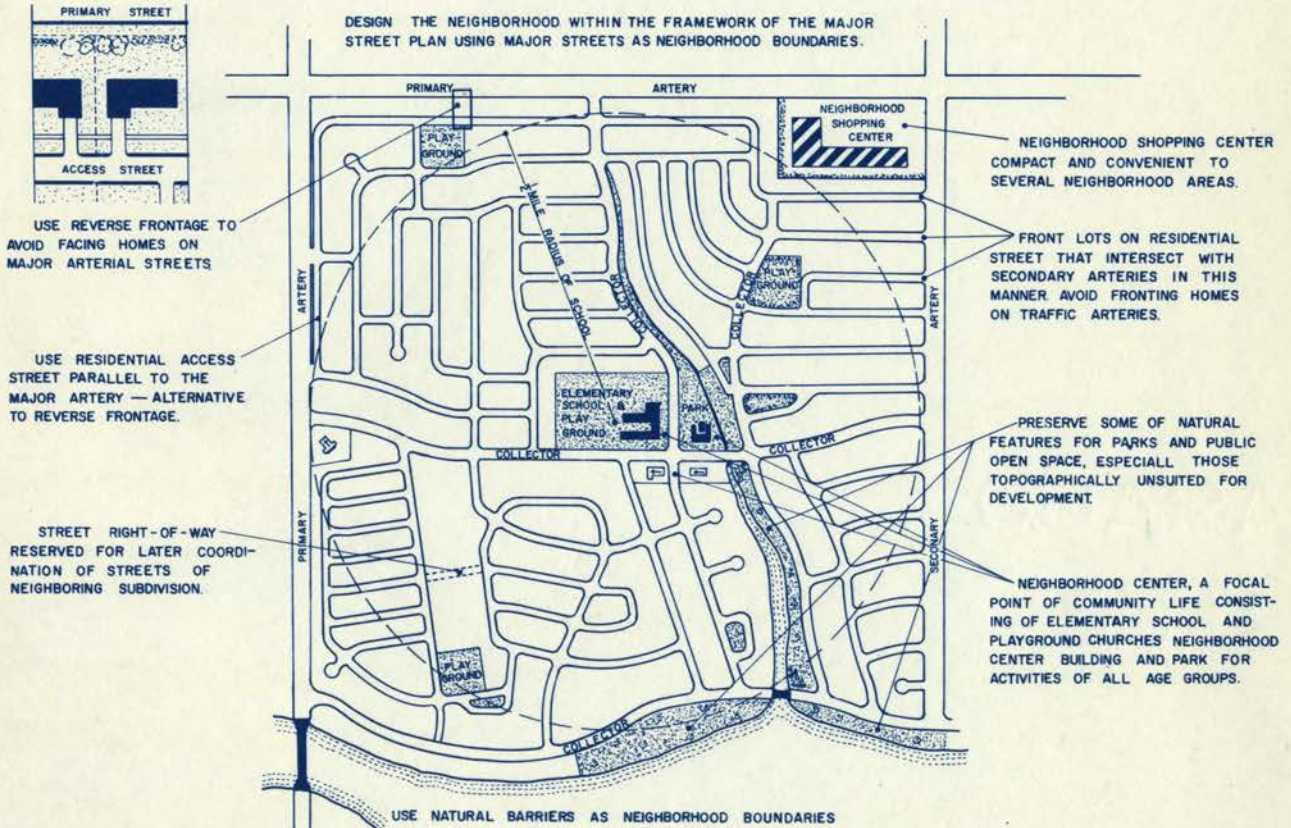 PRIMARY STREET
ACCESS STREET
DESIGN THE NEIGHBORHOOD WITHIN THE FRAMEWORK OF THE MAJOR
STREET PLAN USING MAJOR STREETS AS NEIGHBORHOOD BOUNDARIES.
PRIMARY ARTERY
NEIGHBORHOOD
SHOPPING
CENTER
NEIGHBORHOOD SHOPPING CENTER
COMPACT AND CONVENIENT TO
SEVERAL NEIGHBORHOOD AREAS.
PLAY-
GROUND
USE REVERSE FRONTAGE TO
AVOID FACING HOMES ON
MAJOR ARTERIAL STREETS
½ MILE RADIUS OF SCHOOL
FRONT LOTS ON RESIDENTIAL
STREET THAT INTERSECT WITH
SECONDARY ARTERIES IN THIS
MANNER. AVOID FRONTING HOMES
ON TRAFFIC ARTERIES.
PLAY-
GROUND
COLLECTOR
COLLECTOR
ARTERY
ARTERY
USE RESIDENTIAL ACCESS
STREET PARALLEL TO THE
MAJOR ARTERY — ALTERNATIVE
TO REVERSE FRONTAGE.
ELEMENTARY
SCHOOL &
PLAY
GROUND
PARK
COLLECTOR
COLLECTOR
PRESERVE SOME OF NATURAL
FEATURES FOR PARKS AND PUBLIC
OPEN SPACE, ESPECIALL THOSE
TOPOGRAPHICALLY UNSUITED FOR
DEVELOPMENT.
PRIMARY
SECONARY
STREET RIGHT-OF-WAY
RESERVED FOR LATER COORDI-
NATION OF STREETS OF
NEIGHBORING SUBDIVISION.
NEIGHBORHOOD CENTER, A FOCAL
POINT OF COMMUNITY LIFE CONSIST-
ING OF ELEMENTARY SCHOOL AND
PLAYGROUND CHURCHES NEIGHBORHOOD
CENTER BUILDING AND PARK FOR
ACTIVITIES OF ALL AGE GROUPS.
PLAY
GROUND
COLLECTOR
USE NATURAL BARRIERS AS NEIGHBORHOOD BOUNDARIES